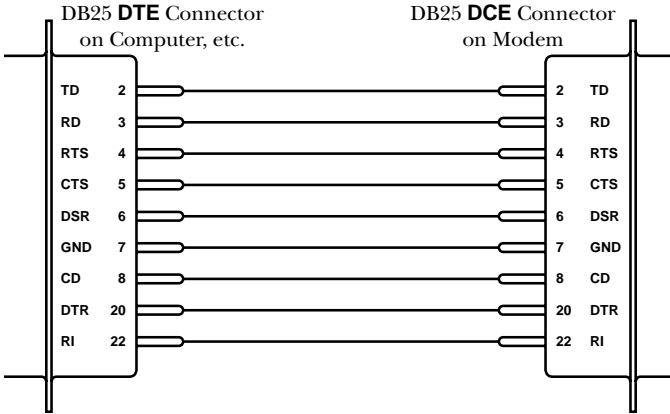 DB25 DTE Connector
on Computer, etc.
DB25 DCE Connector
on Modem
TD 2 2 TD
RD 3 3 RD
RTS 4 4 RTS
CTS 5 5 CTS
DSR 6 6 DSR
GND 7 7 GND
CD 8 8 CD
DTR 20 20 DTR
RI 22 22 RI